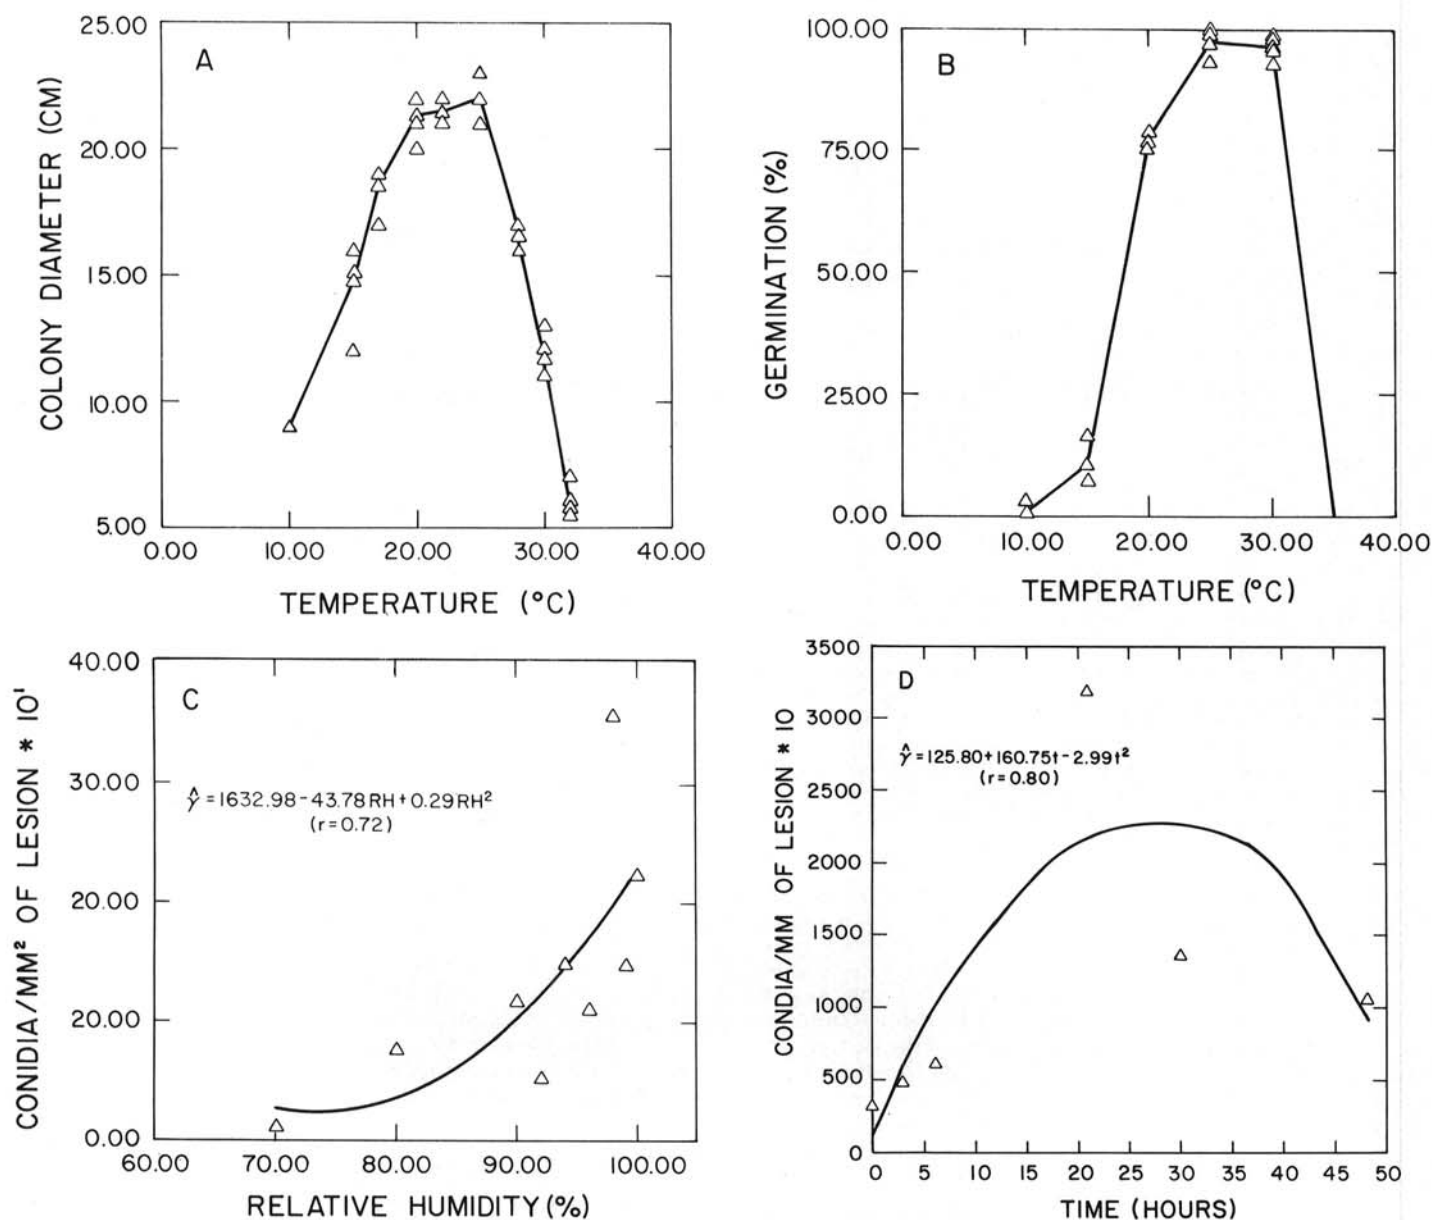 A
25.00
20.00
15.00
10.00
5.00
COLONY DIAMETER (CM)
0.00 10.00 20.00 30.00 40.00
TEMPERATURE (°C)
B
100.00
75.00
50.00
25.00
0.00
GERMINATION (%)
0.00 10.00 20.00 30.00 40.00
TEMPERATURE (°C)
C
40.00
30.00
20.00
20.00
0.00
CONIDIA/MM² OF LESION * 10¹
Ŷ = 1632.98 - 43.78 RH + 0.29 RH²
(r = 0.72)
60.00 70.00 80.00 90.00 100.00
RELATIVE HUMIDITY (%)
D
3500
3000
2500
2000
1500
1000
500
0
CONDIA/MM OF LESION * 10
Ŷ = 125.80 + 160.75t - 2.99t²
(r = 0.80)
0 5 10 15 20 25 30 35 40 45 50
TIME (HOURS)